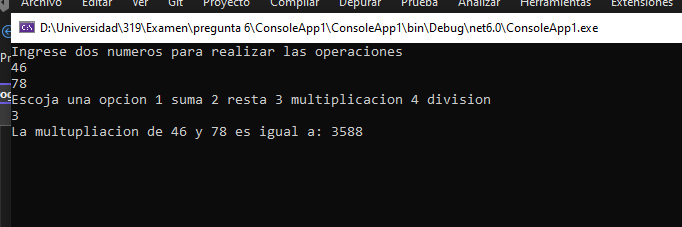 Archivo Editar Ver Git Proyecto Compilar Depurar Prueba Analizar Herramientas Extensiones
D:\Universidad\319\Examen\pregunta 6\ConsoleApp1\ConsoleApp1\bin\Debug\net6.0\ConsoleApp1.exe
Ingrese dos numeros para realizar las operaciones
46
78
Escoja una opcion 1 suma 2 resta 3 multiplicacion 4 division
3
La multupliacion de 46 y 78 es igual a: 3588